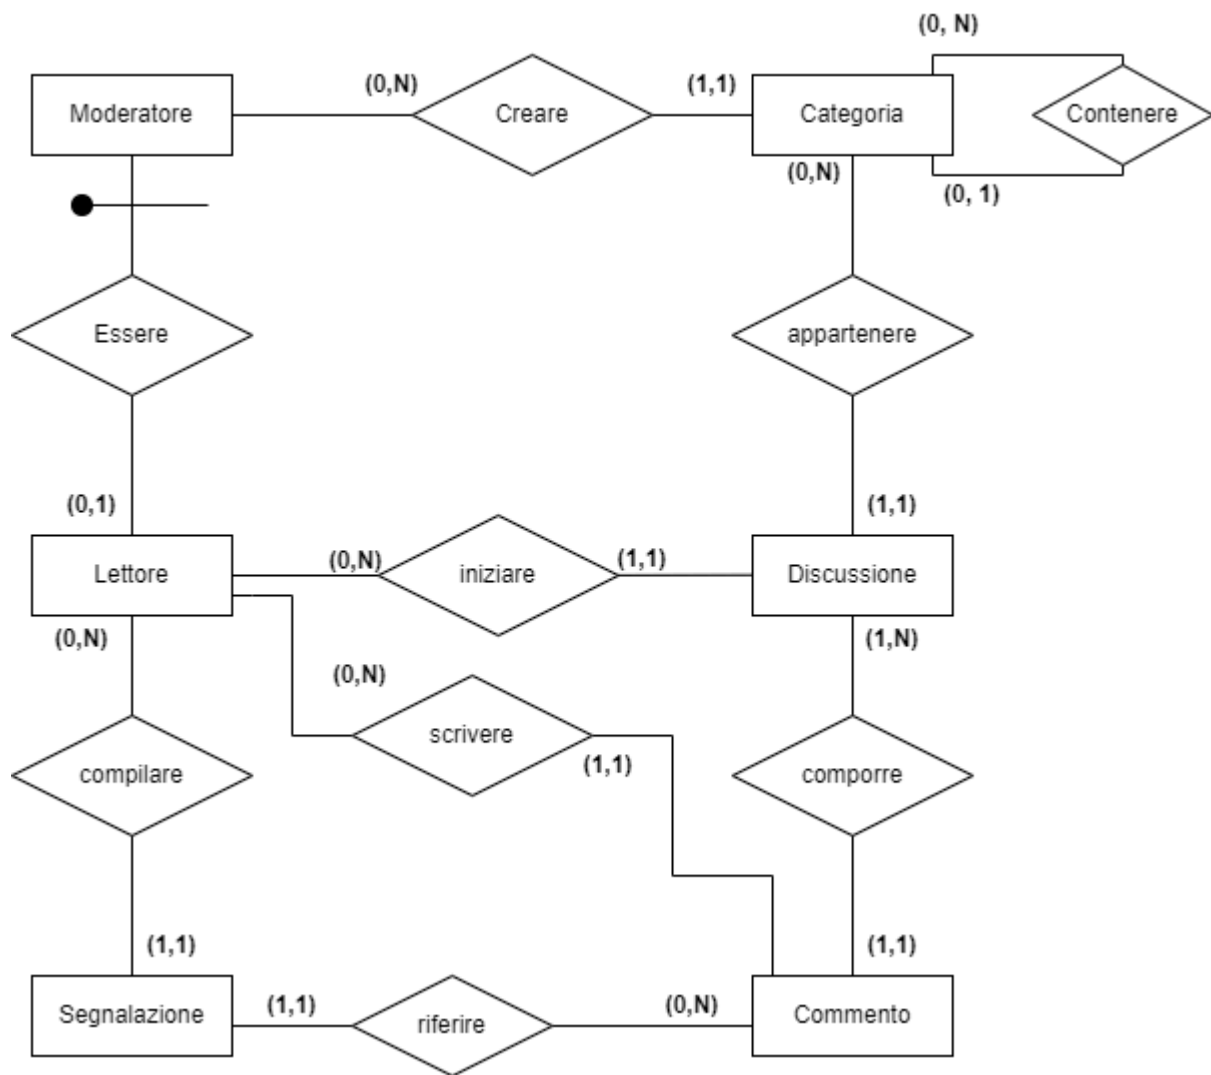 (0, N)
Moderatore
(0,N)
Creare
(1,1)
Categoria
Contenere
(0,N)
(0, 1)
Essere
appartenere
(0,1)
(1,1)
Lettore
(0,N)
iniziare
(1,1)
Discussione
(0,N)
(1,N)
(0,N)
scrivere
(1,1)
compilare
comporre
(1,1)
(1,1)
Segnalazione
(1,1)
riferire
(0,N)
Commento